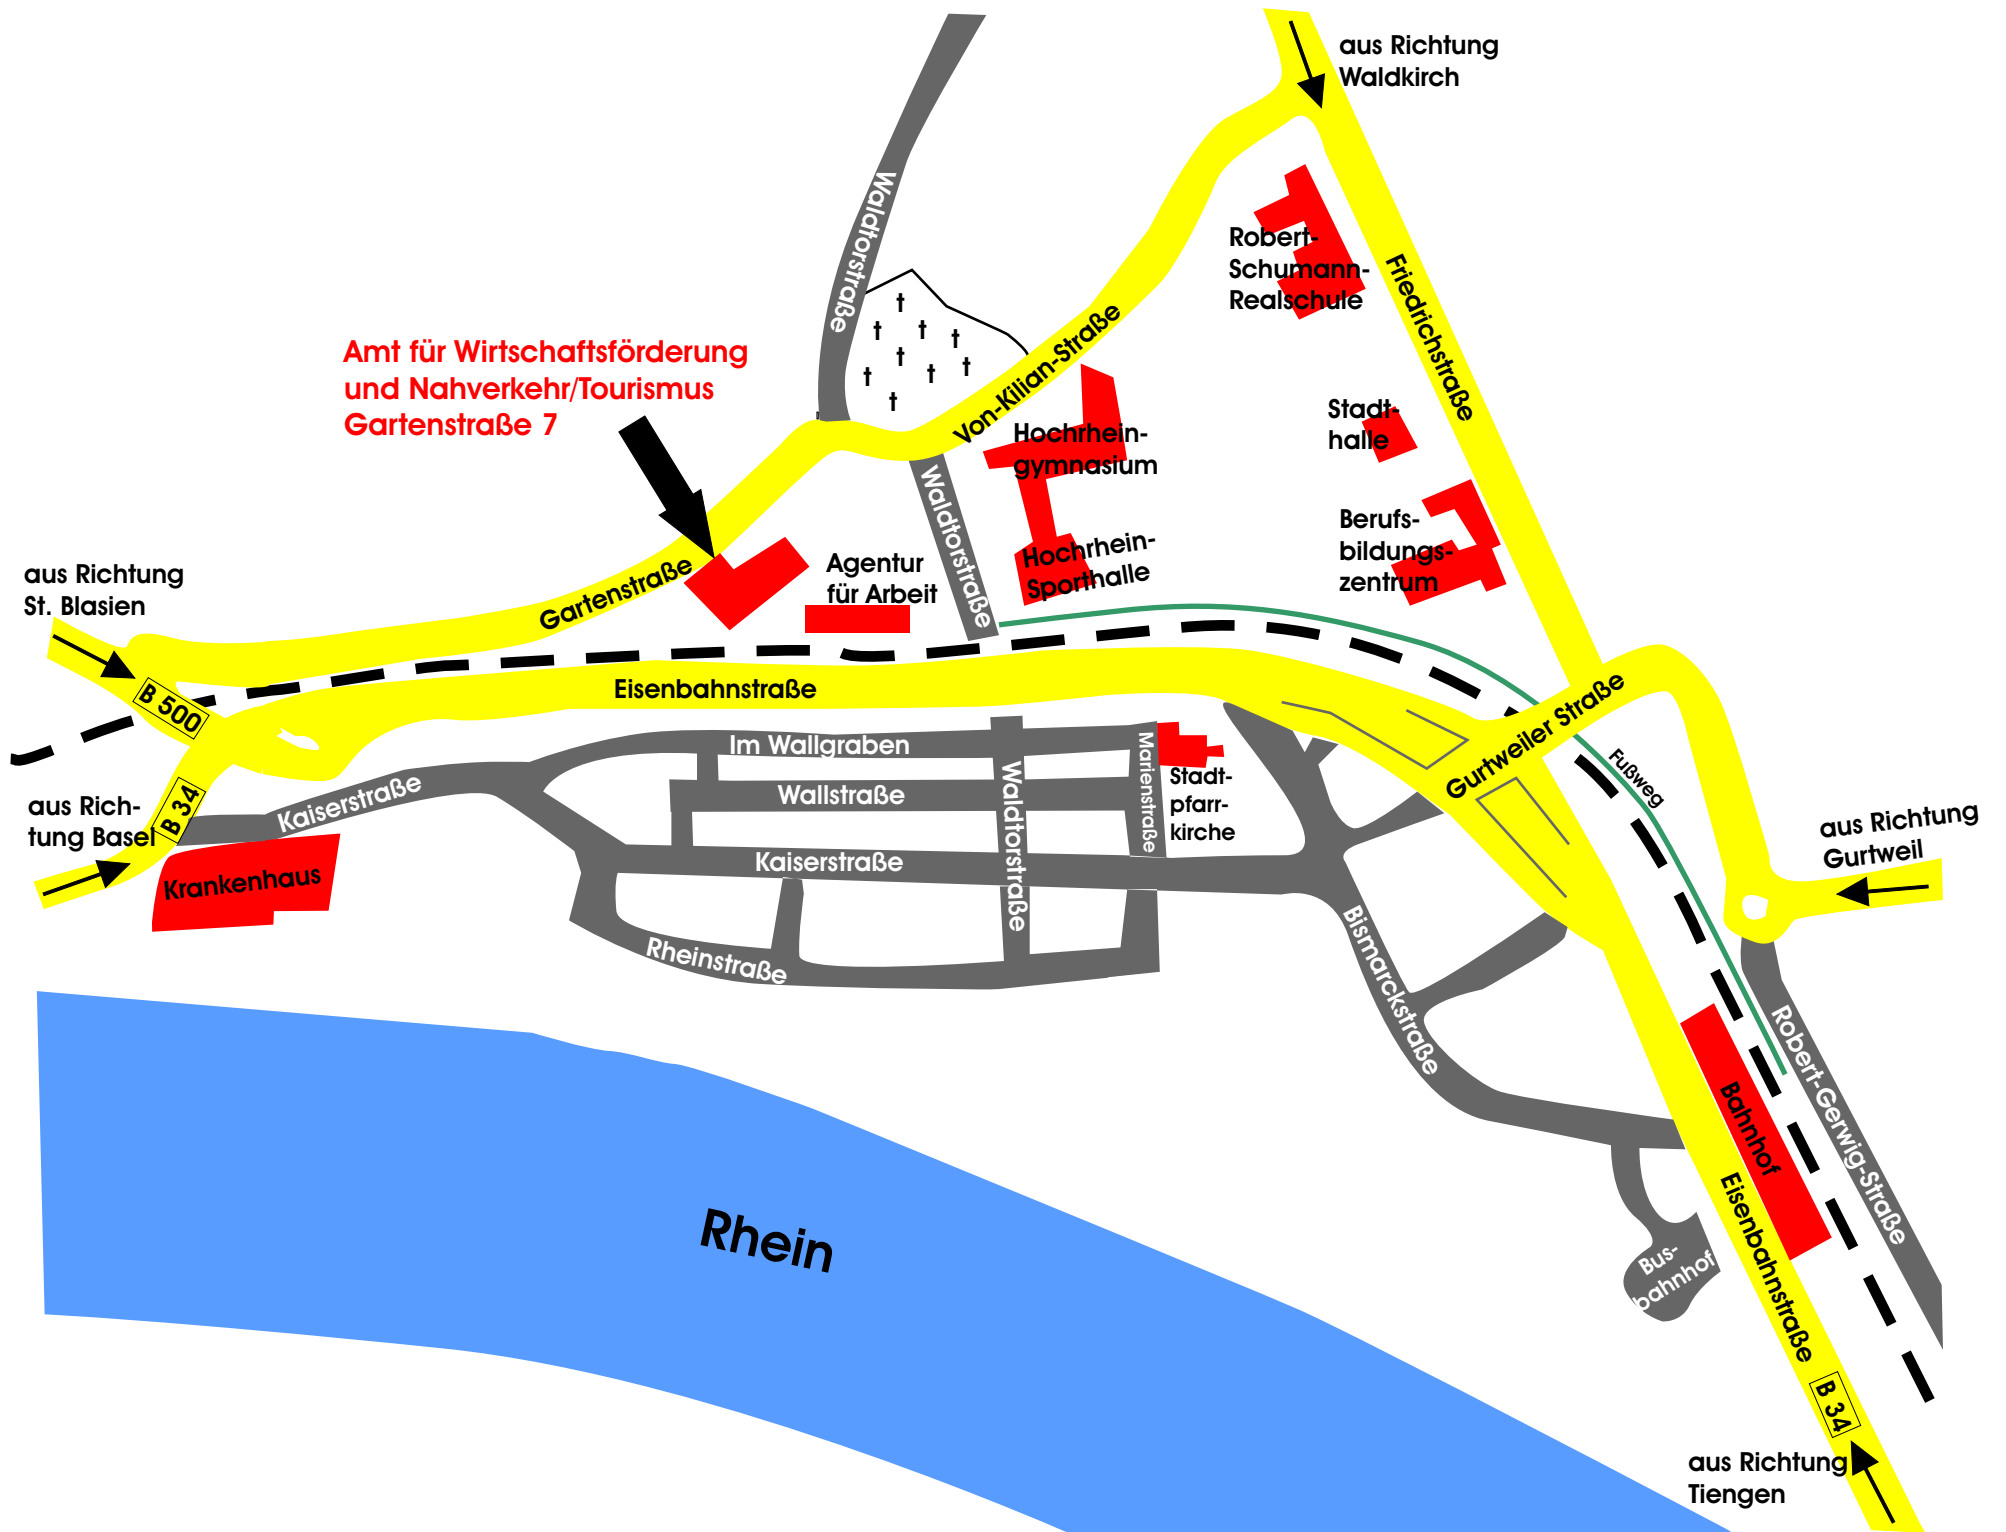 aus Richtung
Waldkirch
Waldtorstraße
Robert-
Schumann-
Realschule
Friedrichstraße
Amt für Wirtschaftsförderung
und Nahverkehr/Tourismus
Gartenstraße 7
Von-Kilian-Straße
Hochrhein-
gymnasium
Stadt-
halle
Waldtorstraße
Berufs-
bildungs-
zentrum
Hochrhein-
Sporthalle
Agentur
für Arbeit
Gartenstraße
aus Richtung
St. Blasien
B 500
Eisenbahnstraße
Gurtweiler Straße
Fußweg
Im Wallgraben
Marienstraße
Stadt-
pfarr-
kirche
Wallstraße
Waldtorstraße
Kaiserstraße
aus Rich-
tung Basel
B 34
aus Richtung
Gurtweil
Kaiserstraße
Krankenhaus
Rheinstraße
Bismarckstraße
Robert-Gerwig-Straße
Bahnhof
Rhein
Bus-
bahnhof
Eisenbahnstraße
B 34
aus Richtung
Tiengen